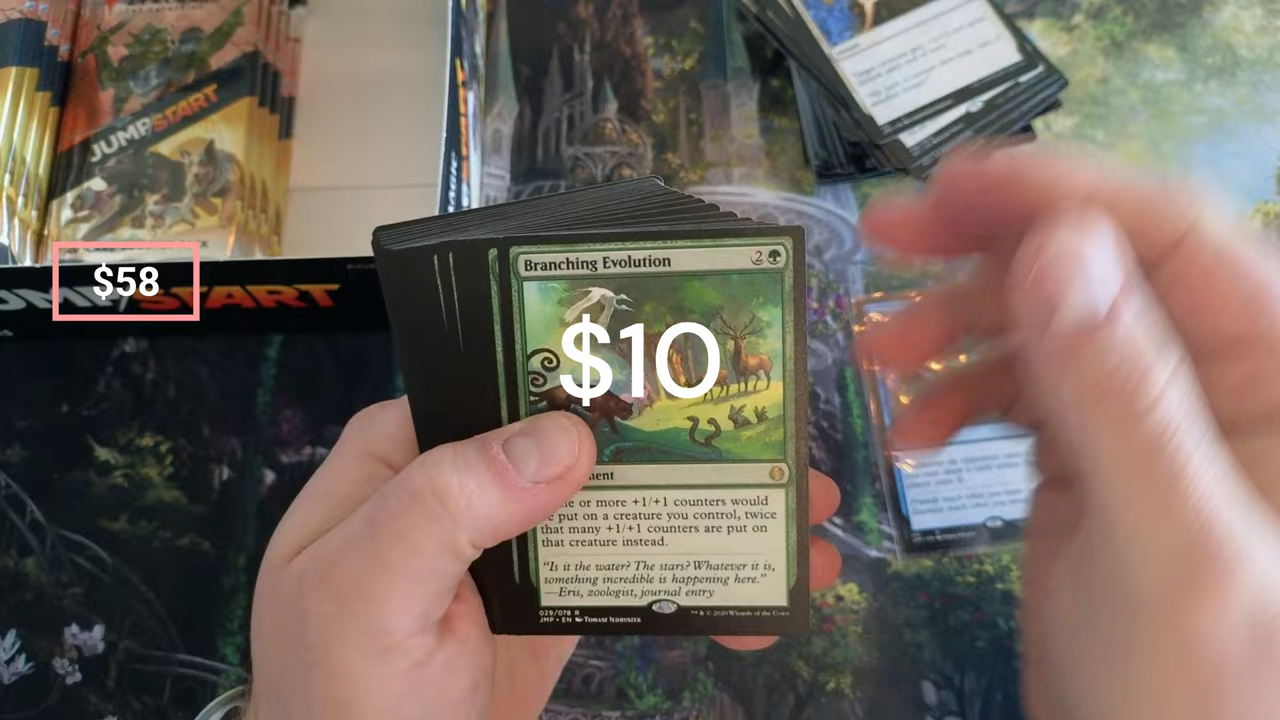 JUMPSTART
$58
JUMP/START
Branching Evolution
2
$10
ment
ne or more +1/+1 counters would
e put on a creature you control, twice
that many +1/+1 counters are put on
that creature instead.
"Is it the water? The stars? Whatever it is,
something incredible is happening here."
—Eris, zoologist, journal entry
029/078 R
JMP • EN Tomasz Jedruszek
™ & © 2020 Wizards of the Coast